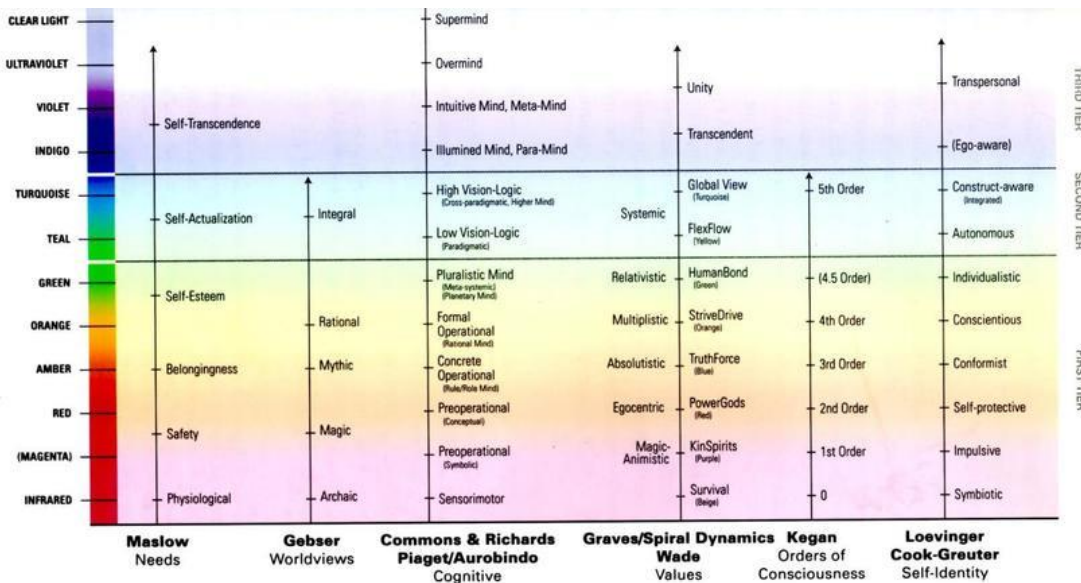 CLEAR LIGHT
ULTRAVIOLET
VIOLET
INDIGO
TURQUOISE
TEAL
GREEN
ORANGE
AMBER
RED
(MAGENTA)
INFRARED
Self-Transcendence
Self-Actualization
Self-Esteem
Belongingness
Safety
Physiological
Maslow
Needs
Integral
Rational
Mythic
Magic
Archaic
Gebser
Worldviews
Supermind
Overmind
Intuitive Mind, Meta-Mind
Illumined Mind, Para-Mind
High Vision-Logic
(Cross-paradigmatic, Higher Mind)
Low Vision-Logic
(Paradigmatic)
Pluralistic Mind
(Meta-systemic)
(Planetary Mind)
Formal
Operational
(Rational Mind)
Concrete
Operational
(Rule/Role Mind)
Preoperational
(Conceptual)
Preoperational
(Symbolic)
Sensorimotor
Commons & Richards
Piaget/Aurobindo
Cognitive
Systemic
Relativistic
Multiplistic
Absolutistic
Egocentric
Magic-
Animistic
Unity
Transcendent
Global View
(Turquoise)
FlexFlow
(Yellow)
HumanBond
(Green)
StriveDrive
(Orange)
TruthForce
(Blue)
PowerGods
(Red)
KinSpirits
(Purple)
Survival
(Beige)
Graves/Spiral Dynamics
Wade
Values
5th Order
(4.5 Order)
4th Order
3rd Order
2nd Order
1st Order
0
Kegan
Orders of
Consciousness
Transpersonal
(Ego-aware)
Construct-aware
(Integrated)
Autonomous
Individualistic
Conscientious
Conformist
Self-protective
Impulsive
Symbiotic
Loevinger
Cook-Greuter
Self-Identity
THIRD TIER
SECOND TIER
FIRST TIER